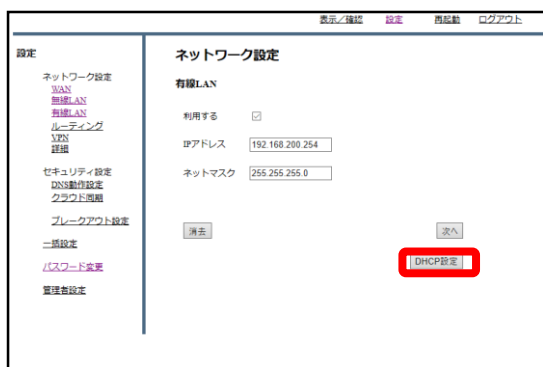 表示／確認 設定 再起動 ログアウト
設定
ネットワーク設定
WAN
無線LAN
有線LAN
ルーティング
VPN
詳細
セキュリティ設定
DNS動作設定
クラウド同期
ブレークアウト設定
一括設定
パスワード変更
管理者設定
ネットワーク設定
有線LAN
利用する
IPアドレス 192.168.200.254
ネットマスク 255.255.255.0
消去 次へ
DHCP設定